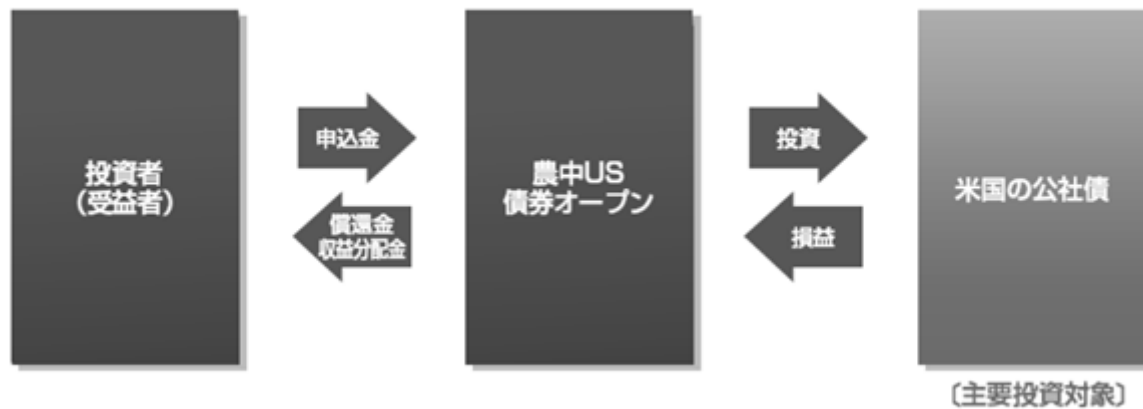 投資者
（受益者）
申込金
償還金
収益分配金
農中US
債券オープン
投資
損益
米国の公社債
〔主要投資対象〕